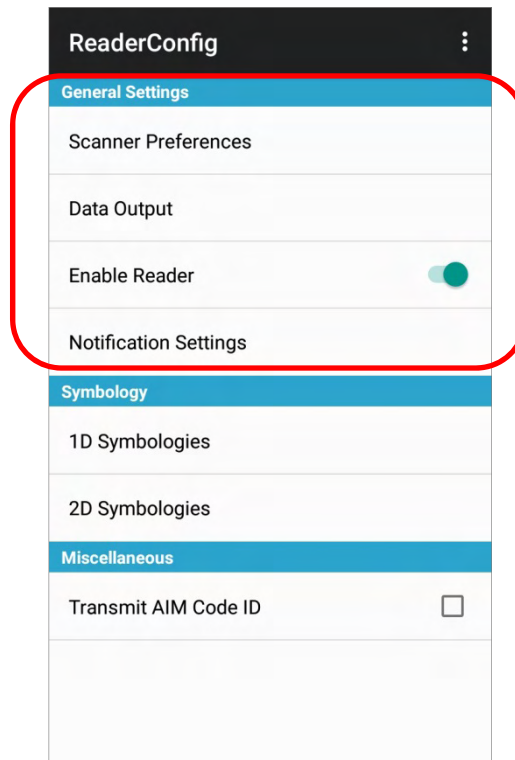 ReaderConfig
General Settings
Scanner Preferences
Data Output
Enable Reader
Notification Settings
Symbology
1D Symbologies
2D Symbologies
Miscellaneous
Transmit AIM Code ID